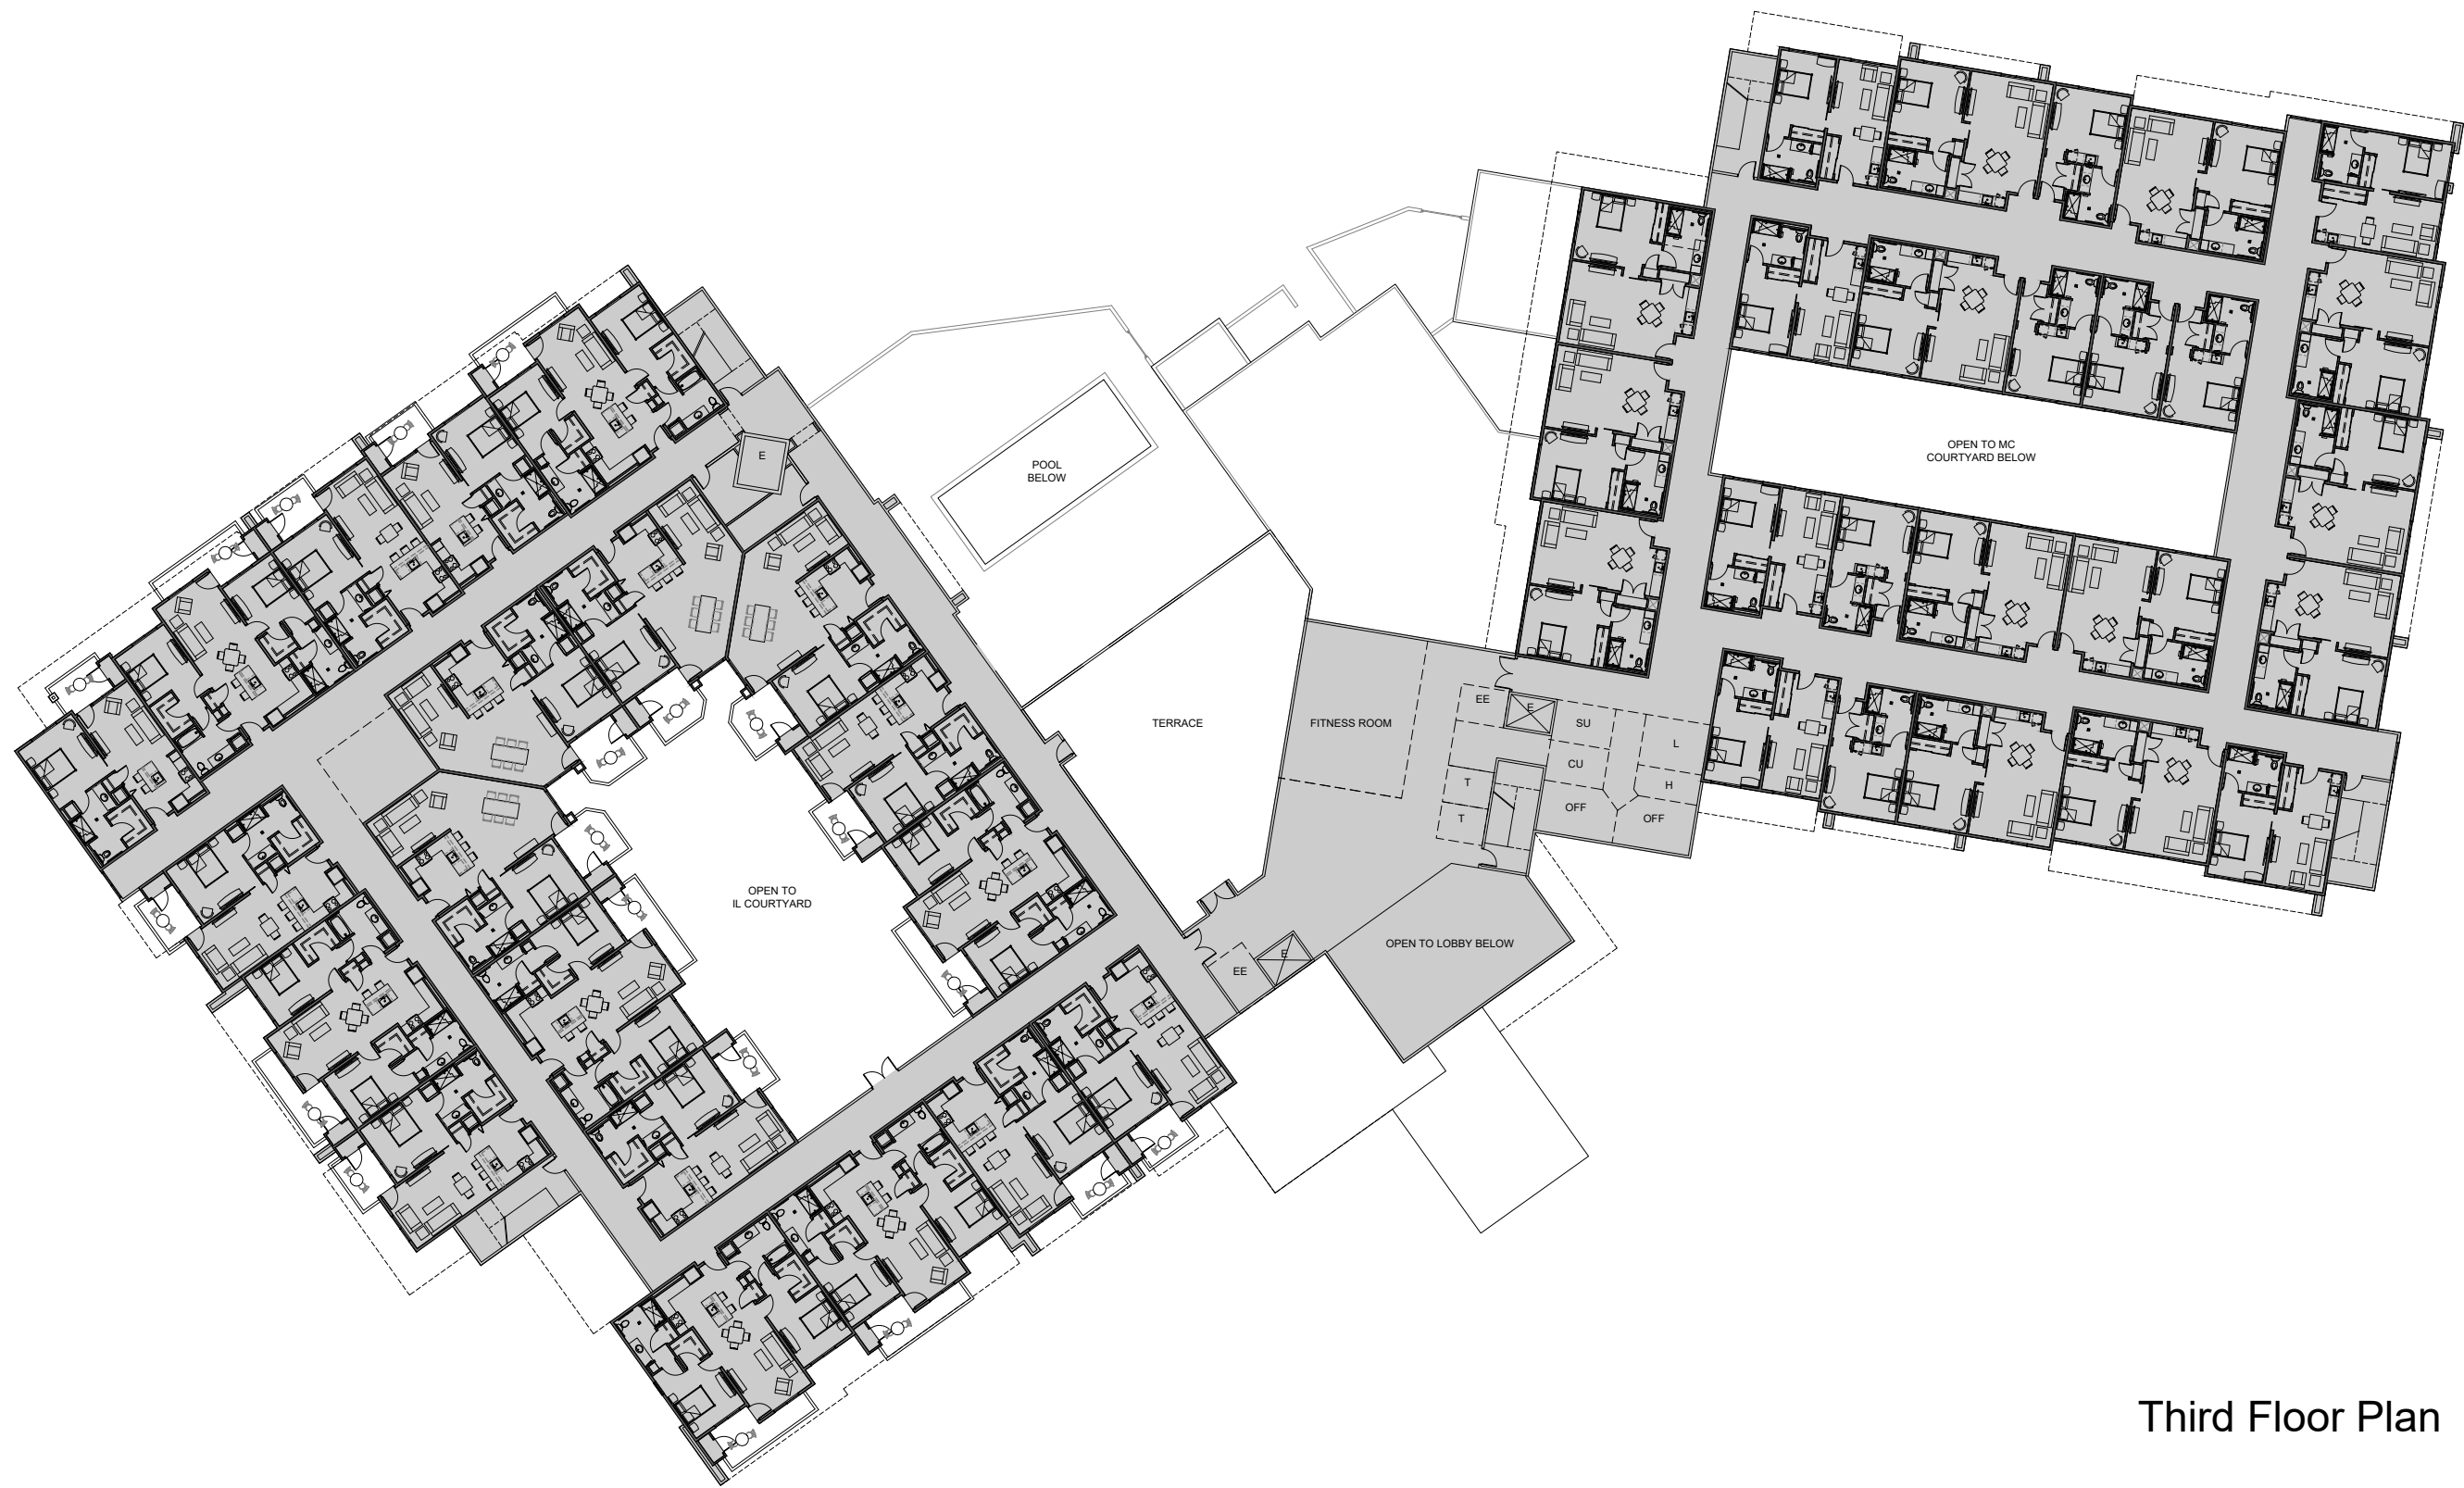 OPEN TO MC
COURTYARD BELOW
E
POOL
BELOW
EE
E
SU
L
TERRACE
FITNESS ROOM
CU
T
H
OFF
T
OFF
OPEN TO
IL COURTYARD
OPEN TO LOBBY BELOW
E
EE
Third Floor Plan